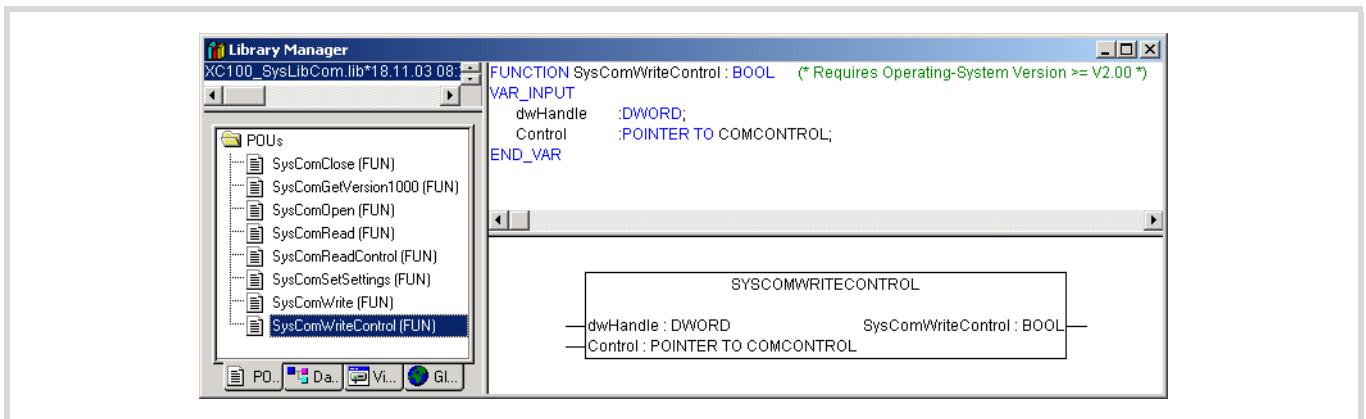 Library Manager
XC100_SysLibCom.lib*18.11.03 08:
FUNCTION SysComWriteControl : BOOL (* Requires Operating-System Version >= V2.00 *)
VAR_INPUT
dwHandle :DWORD;
Control :POINTER TO COMCONTROL;
END_VAR
POUs
SysComClose (FUN)
SysComGetVersion1000 (FUN)
SysComOpen (FUN)
SysComRead (FUN)
SysComReadControl (FUN)
SysComSetSettings (FUN)
SysComWrite (FUN)
SysComWriteControl (FUN)
PO.. Da.. Vi... Gl...
SYSCOMWRITECONTROL
dwHandle : DWORD SysComWriteControl : BOOL
Control : POINTER TO COMCONTROL